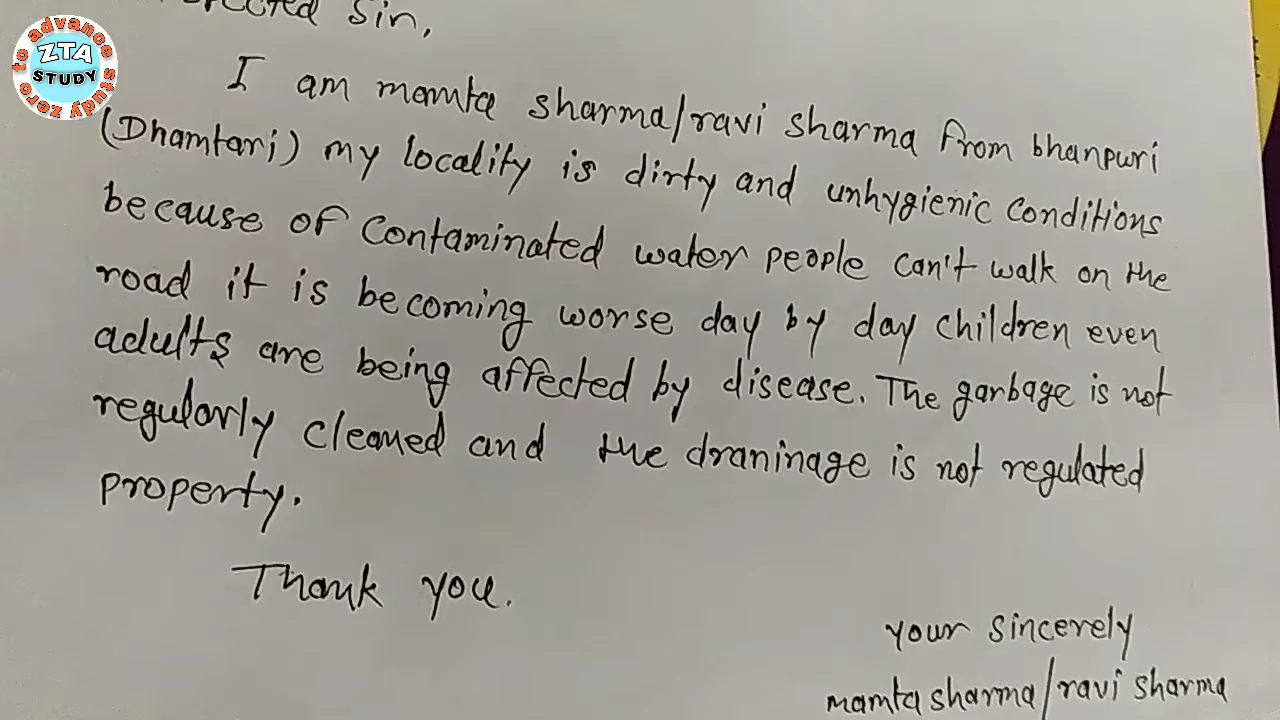 Sir,
I am mamta sharma/ravi sharma from bhanpuri
(Dhamtari) my locality is dirty and unhygienic conditions
because of contaminated water people can't walk on the
road it is becoming worse day by day children even
adults are being affected by disease. The garbage is not
regularly cleamed and the draninage is not regulated
property.
Thank you.
your sincerely
mamta sharma/ravi sharma
ZTA
STUDY
zero to advance study